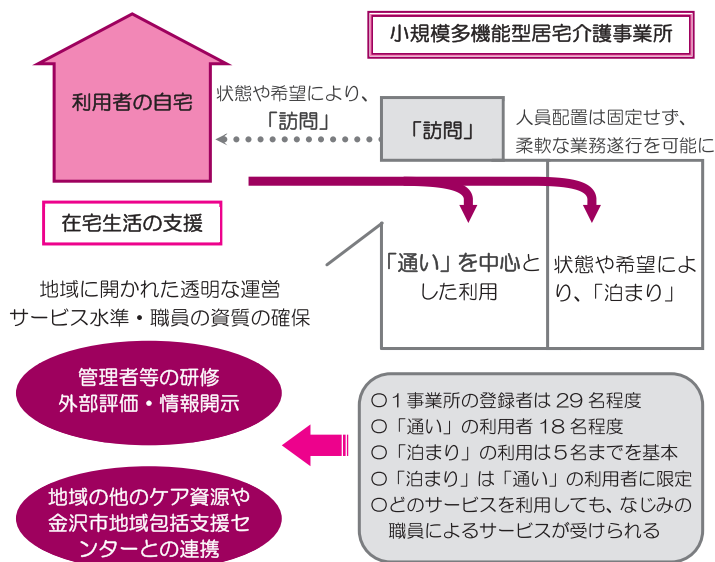 小規模多機能型居宅介護事業所
利用者の自宅
状態や希望により、
「訪問」
「訪問」
人員配置は固定せず、
柔軟な業務遂行を可能に
在宅生活の支援
「通い」を中心と
した利用
状態や希望によ
り、「泊まり」
地域に開かれた透明な運営
サービス水準・職員の資質の確保
管理者等の研修
外部評価・情報開示
地域の他のケア資源や
金沢市地域包括支援セ
ンターとの連携
○１事業所の登録者は 29 名程度
○「通い」の利用者 18 名程度
○「泊まり」の利用は５名までを基本
○「泊まり」は「通い」の利用者に限定
○どのサービスを利用しても、なじみの
職員によるサービスが受けられる